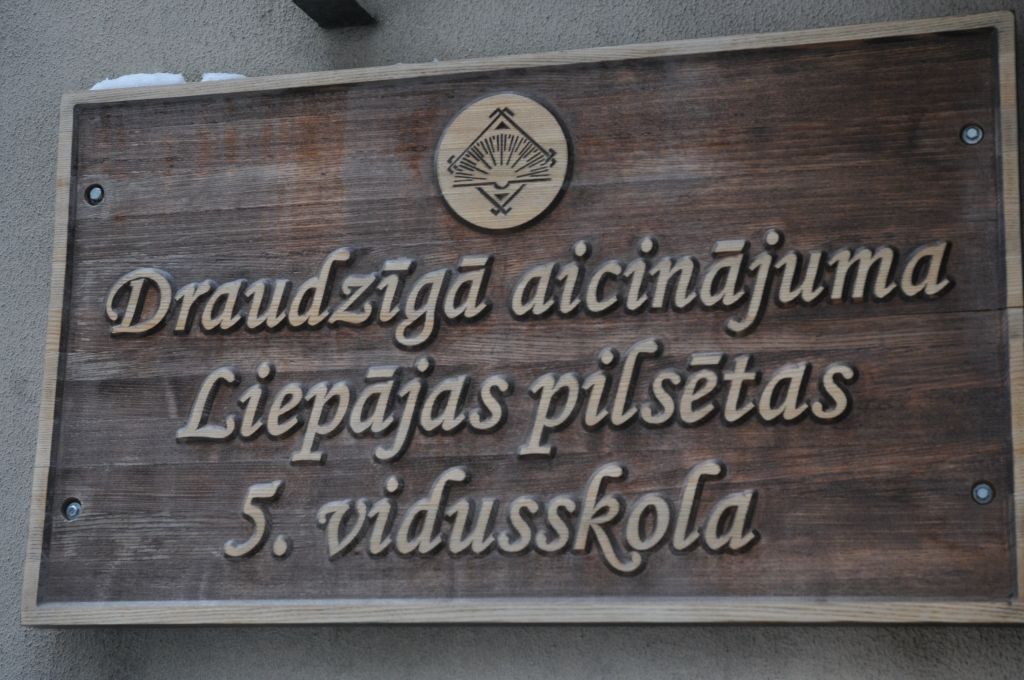 Draudzīgā aicinājuma
Liepājas pilsētas
5. vidusskola